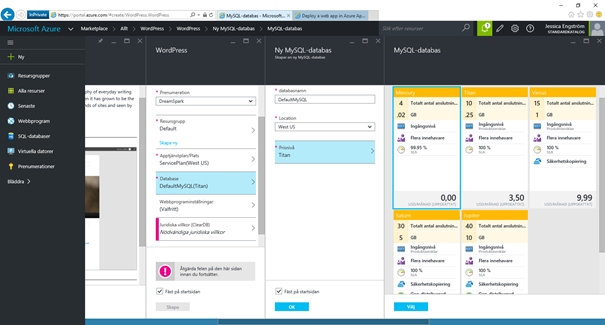 InPrivate
https://portal.azure.com/#create/WordPress.WordPress
MySQL-databas - Microsoft...
Deploy a web app in Azure Ap...
Microsoft Azure
Marketplace > Allt > WordPress > WordPress > Ny MySQL-databas > MySQL-databas
Sök efter resurser
1
Jessica Engström
STANDARDKATALOG
Ny
Resursgrupper
Alla resurser
Senaste
Webbprogram
SQL-databaser
Virtuella datorer
Prenumerationer
Bläddra >
phy of everyday writing
m it has grown to be the
ds of sites and seen by
WordPress
* Prenumeration
DreamSpark
* Resursgrupp
Default
Skapa ny
* Apptjänstplan/Plats
ServicePlan(West US)
* Database
DefaultMySQL(Titan)
Webbprograminställningar
(Valfritt)
* Juridiska villkor (ClearDB)
Nödvändiga juridiska villkor
Åtgärda felen på den här sidan
innan du fortsätter.
Fäst på startsidan
Skapa
Ny MySQL-databas
Skapa en ny MySQL-databas
* databasnamn
DefaultMySQL
* Location
West US
* Prisnivå
Titan
Fäst på startsidan
OK
MySQL-databas
Mercury
4 Totalt antal anslutnin...
.02 GB
Ingångsnivå
Flera innehavare
99.95 %
SLA
0,00
USD/MÅNAD (UPPSKATTAT)
Titan
10 Totalt antal anslutnin...
.25 GB
Ingångsnivå
Produktionsmiljöer
Flera innehavare
100 %
SLA
3,50
USD/MÅNAD (UPPSKATTAT)
Venus
15 Totalt antal anslutnin...
1 GB
Ingångsnivå
Produktionsmiljöer
Flera innehavare
100 %
SLA
Säkerhetskopiering
9,99
USD/MÅNAD (UPPSKATTAT)
Saturn
30 Totalt antal anslutnin...
5 GB
Ingångsnivå
Produktionsmiljöer
Flera innehavare
100 %
SLA
Säkerhetskopiering
Jupiter
40 Totalt antal anslutnin...
10 GB
Ingångsnivå
Produktionsmiljöer
Flera innehavare
100 %
SLA
Säkerhetskopiering
Välj